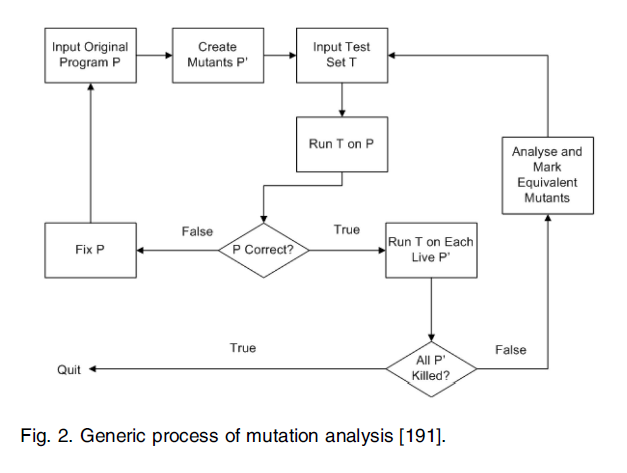 Input Original
Program P
Create
Mutants P'
Input Test
Set T
Run T on P
Analyse and
Mark
Equivalent
Mutants
False
True
Fix P
P Correct?
Run T on Each
Live P'
True
False
Quit
All P'
Killed?
Fig. 2. Generic process of mutation analysis [191].